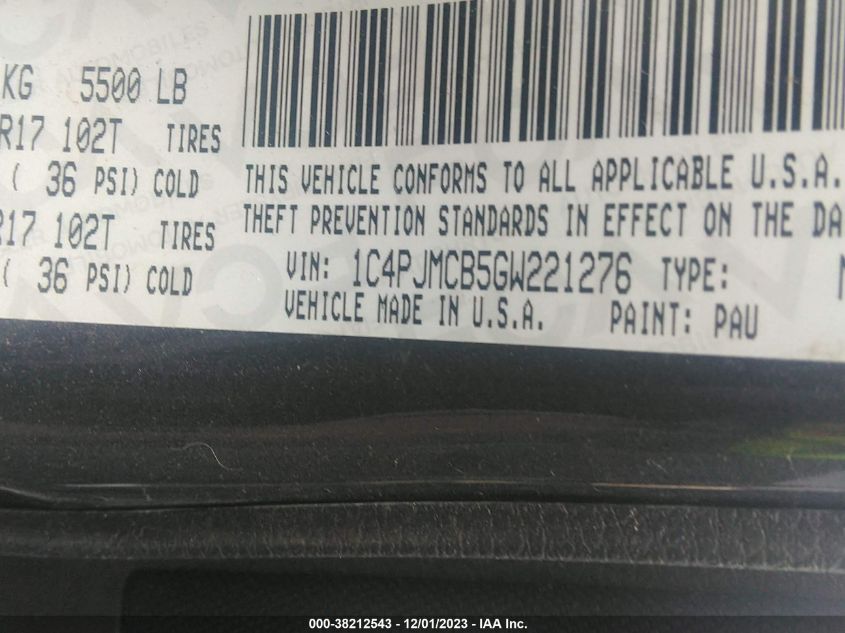 KG 5500 LB
R17 102T TIRES
( 36 PSI) COLD
R17 102T TIRES
( 36 PSI) COLD
THIS VEHICLE CONFORMS TO ALL APPLICABLE U.S.A.
THEFT PREVENTION STANDARDS IN EFFECT ON THE DA
VIN: 1C4PJMCB5GW221276 TYPE:
VEHICLE MADE IN U.S.A. PAINT: PAU
000-38212543 - 12/01/2023 - IAA Inc.